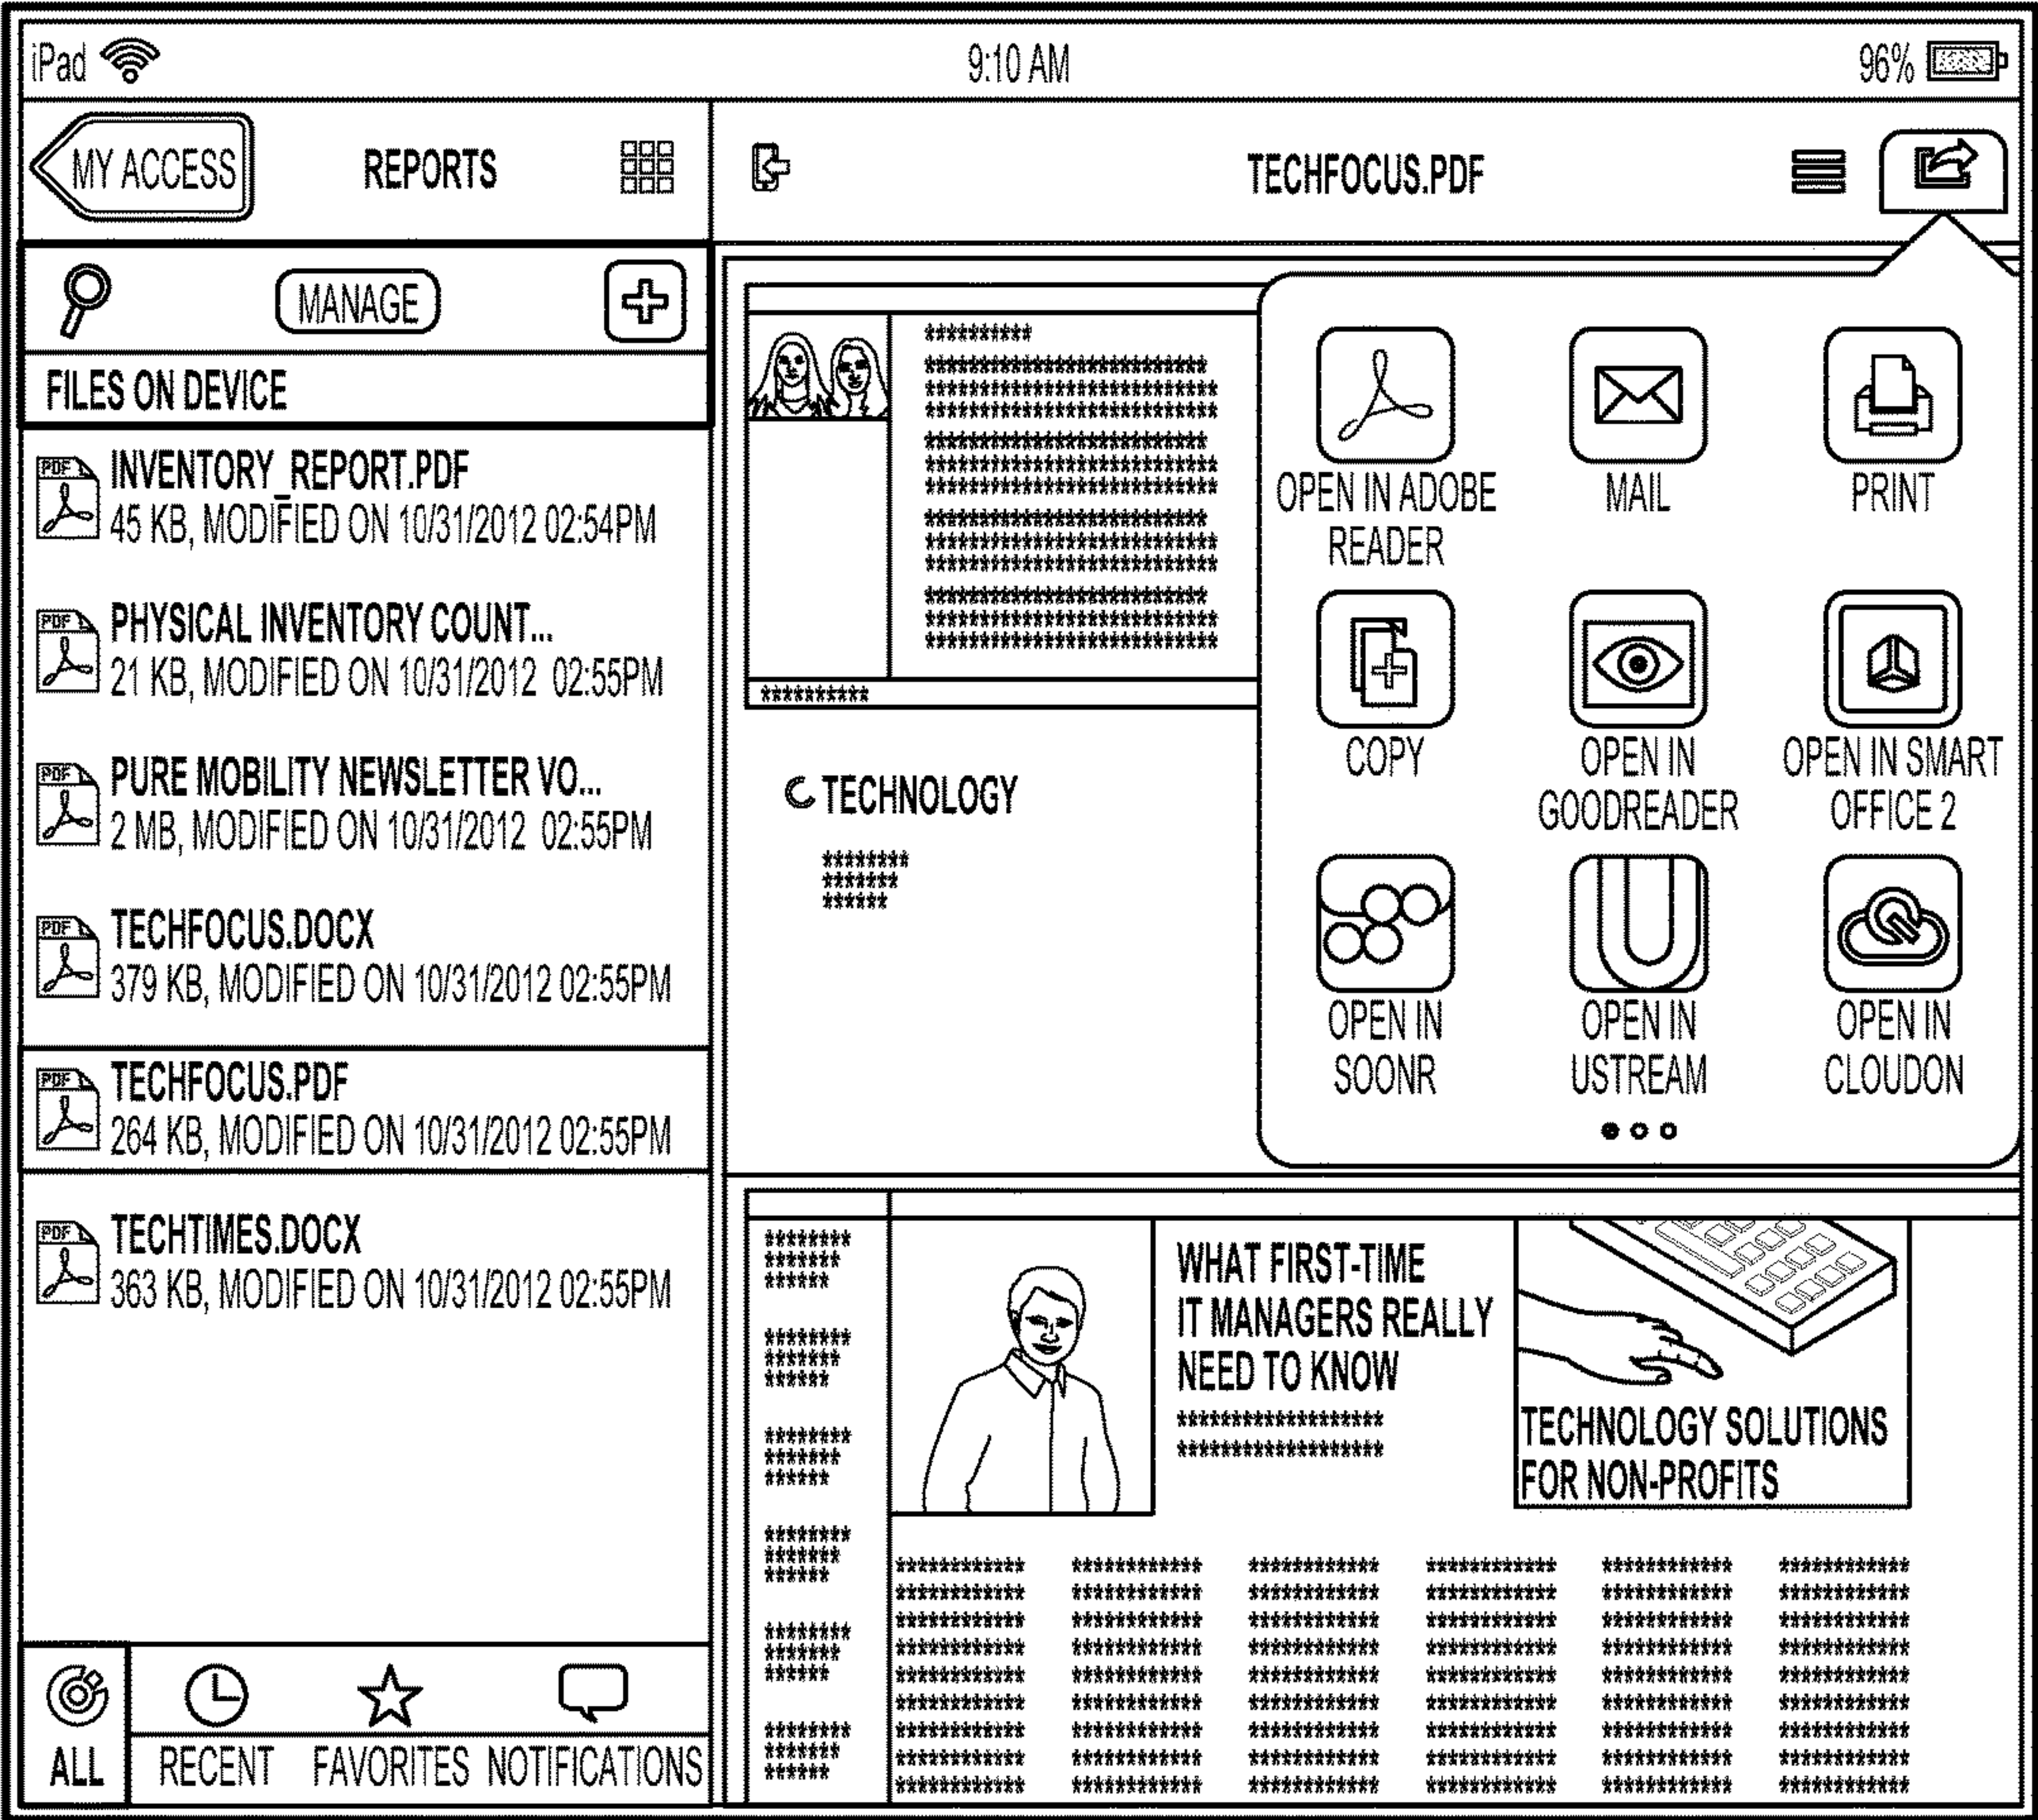 iPad
9:10 AM
96%
MY ACCESS
REPORTS
TECHFOCUS.PDF
MANAGE
FILES ON DEVICE
PDF
INVENTORY_REPORT.PDF
45 KB, MODIFIED ON 10/31/2012 02:54PM
PDF
PHYSICAL INVENTORY COUNT...
21 KB, MODIFIED ON 10/31/2012 02:55PM
PDF
PURE MOBILITY NEWSLETTER VO...
2 MB, MODIFIED ON 10/31/2012 02:55PM
PDF
TECHFOCUS.DOCX
379 KB, MODIFIED ON 10/31/2012 02:55PM
PDF
TECHFOCUS.PDF
264 KB, MODIFIED ON 10/31/2012 02:55PM
PDF
TECHTIMES.DOCX
363 KB, MODIFIED ON 10/31/2012 02:55PM
ALL
RECENT
FAVORITES
NOTIFICATIONS
TECHNOLOGY
OPEN IN ADOBE
READER
MAIL
PRINT
COPY
OPEN IN
GOODREADER
OPEN IN SMART
OFFICE 2
OPEN IN
SOONR
OPEN IN
USTREAM
OPEN IN
CLOUDON
WHAT FIRST-TIME
IT MANAGERS REALLY
NEED TO KNOW
TECHNOLOGY SOLUTIONS
FOR NON-PROFITS